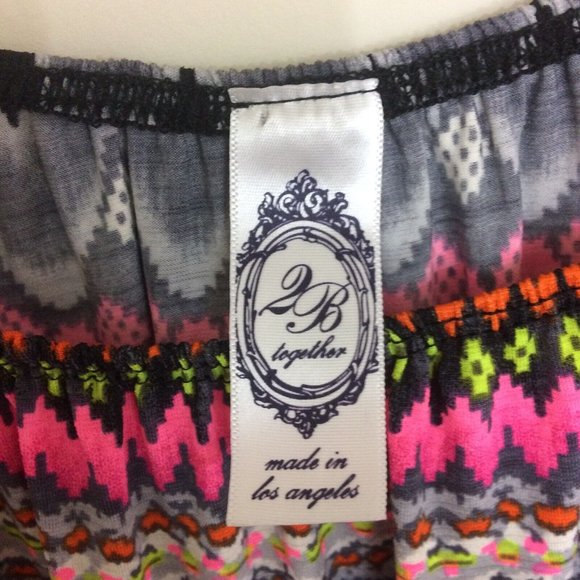 2B
together
made in
los angeles